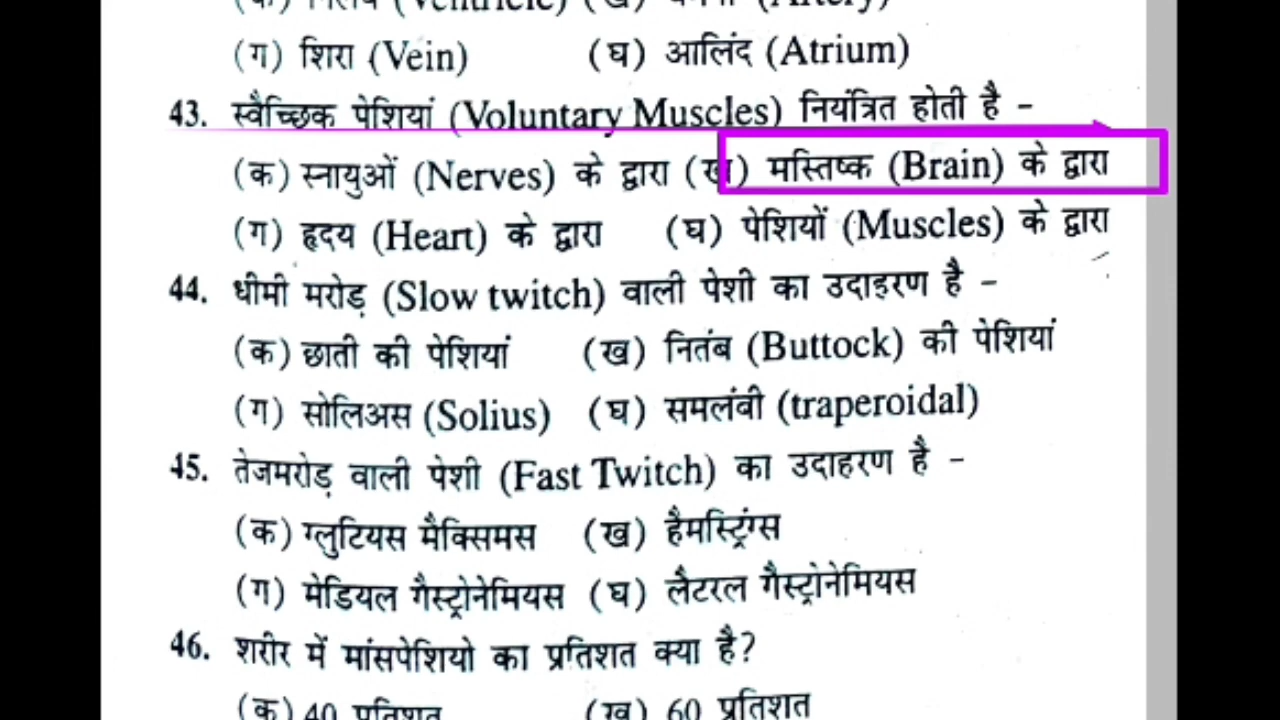 (ग) शिरा (Vein) (घ) आलिंद (Atrium)
43. स्वैच्छिक पेशियां (Voluntary Muscles) नियंत्रित होती है –
(क) स्नायुओं (Nerves) के द्वारा (ख) मस्तिष्क (Brain) के द्वारा
(ग) हृदय (Heart) के द्वारा (घ) पेशियों (Muscles) के द्वारा
44. धीमी मरोड़ (Slow twitch) वाली पेशी का उदाहरण है –
(क) छाती की पेशियां (ख) नितंब (Buttock) की पेशियां
(ग) सोलिअस (Solius) (घ) समलंवी (traperoidal)
45. तेजमरोड़ वाली पेशी (Fast Twitch) का उदाहरण है –
(क) ग्लुटियस मैक्सिमस (ख) हैमस्ट्रिंग्स
(ग) मेडियल गैस्ट्रोनेमियस (घ) लैटरल गैस्ट्रोनेमियस
46. शरीर में मांसपेशियो का प्रतिशत क्या है?
(क) 40 प्रतिशत (ख) 60 प्रतिशत